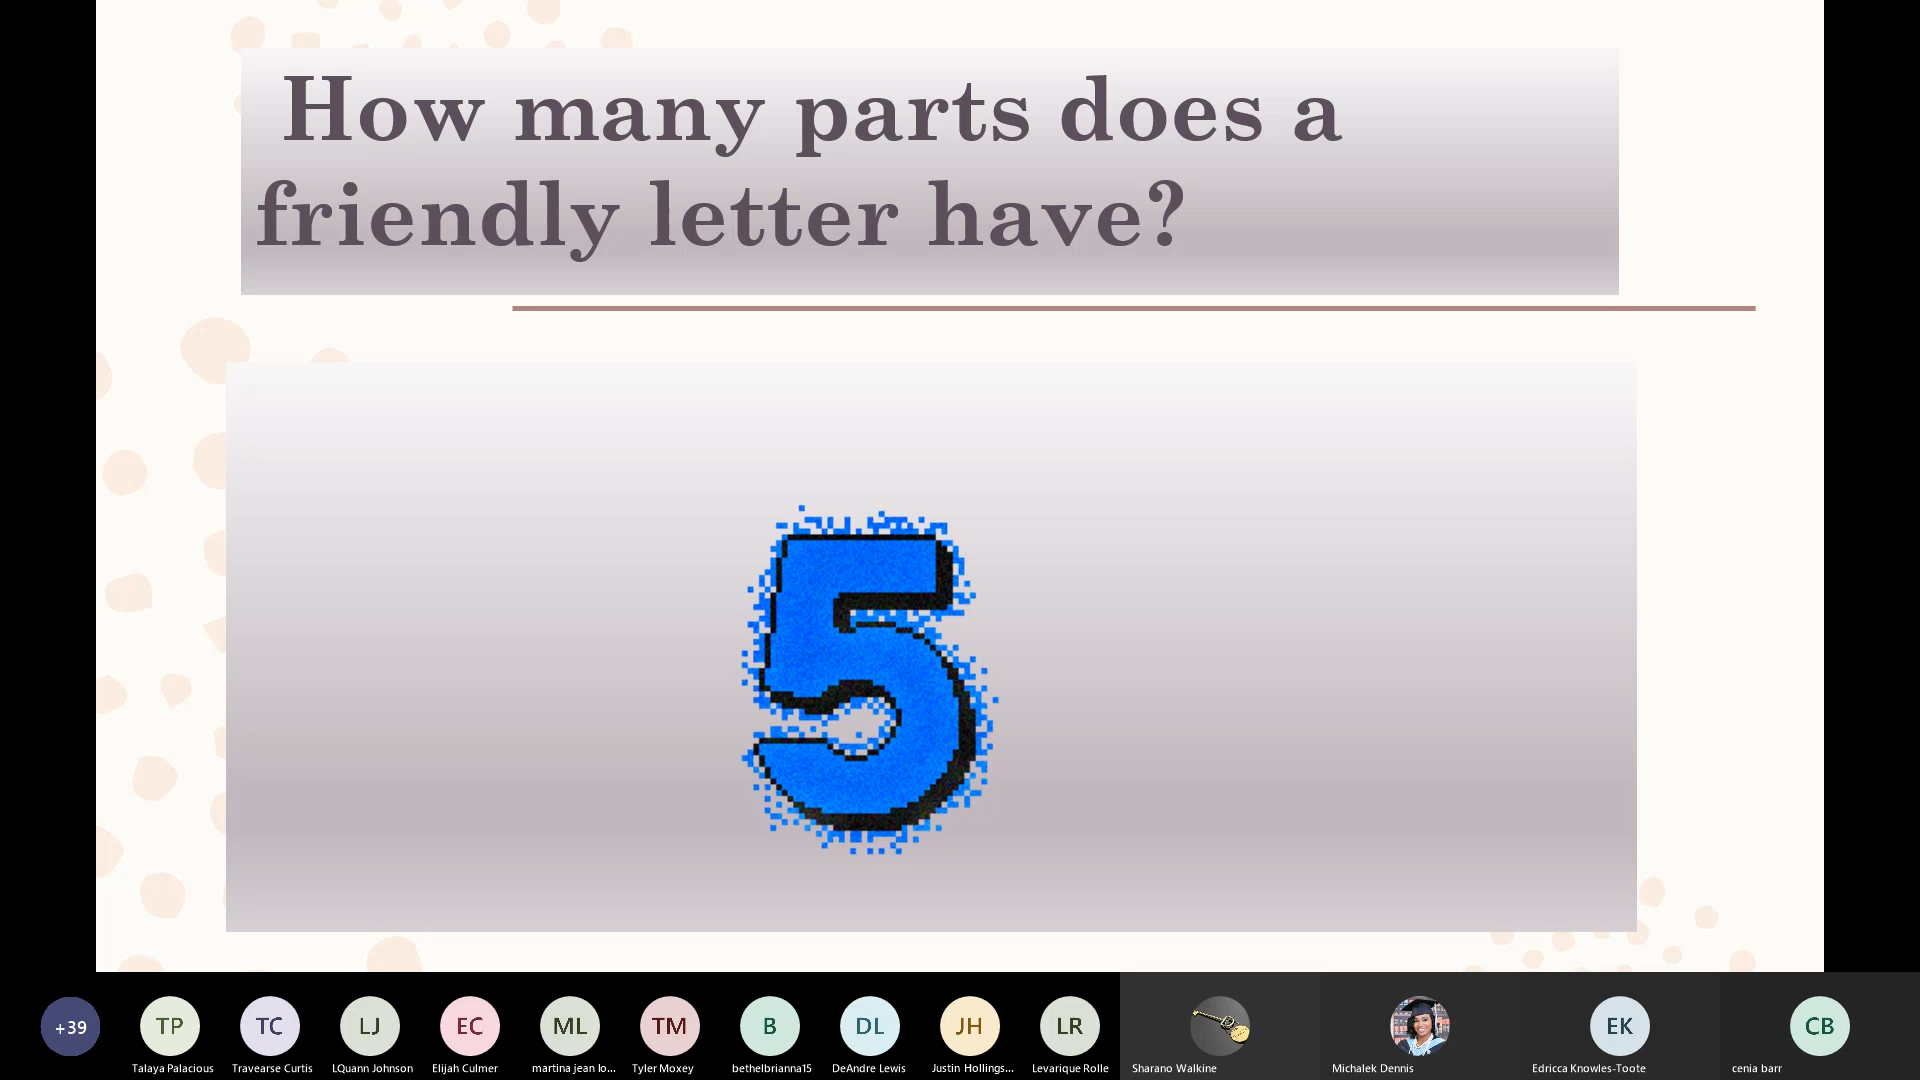 How many parts does a
friendly letter have?
5
+39
TP
TC
LJ
EC
ML
TM
B
DL
JH
LR
EK
CB
Talaya Palacious
Travearse Curtis
LQuann Johnson
Elijah Culmer
martina jean lo...
Tyler Moxey
bethelbrianna15
DeAndre Lewis
Justin Hollings...
Levarique Rolle
Sharano Walkine
Michalek Dennis
Edricca Knowles-Toote
cenia barr